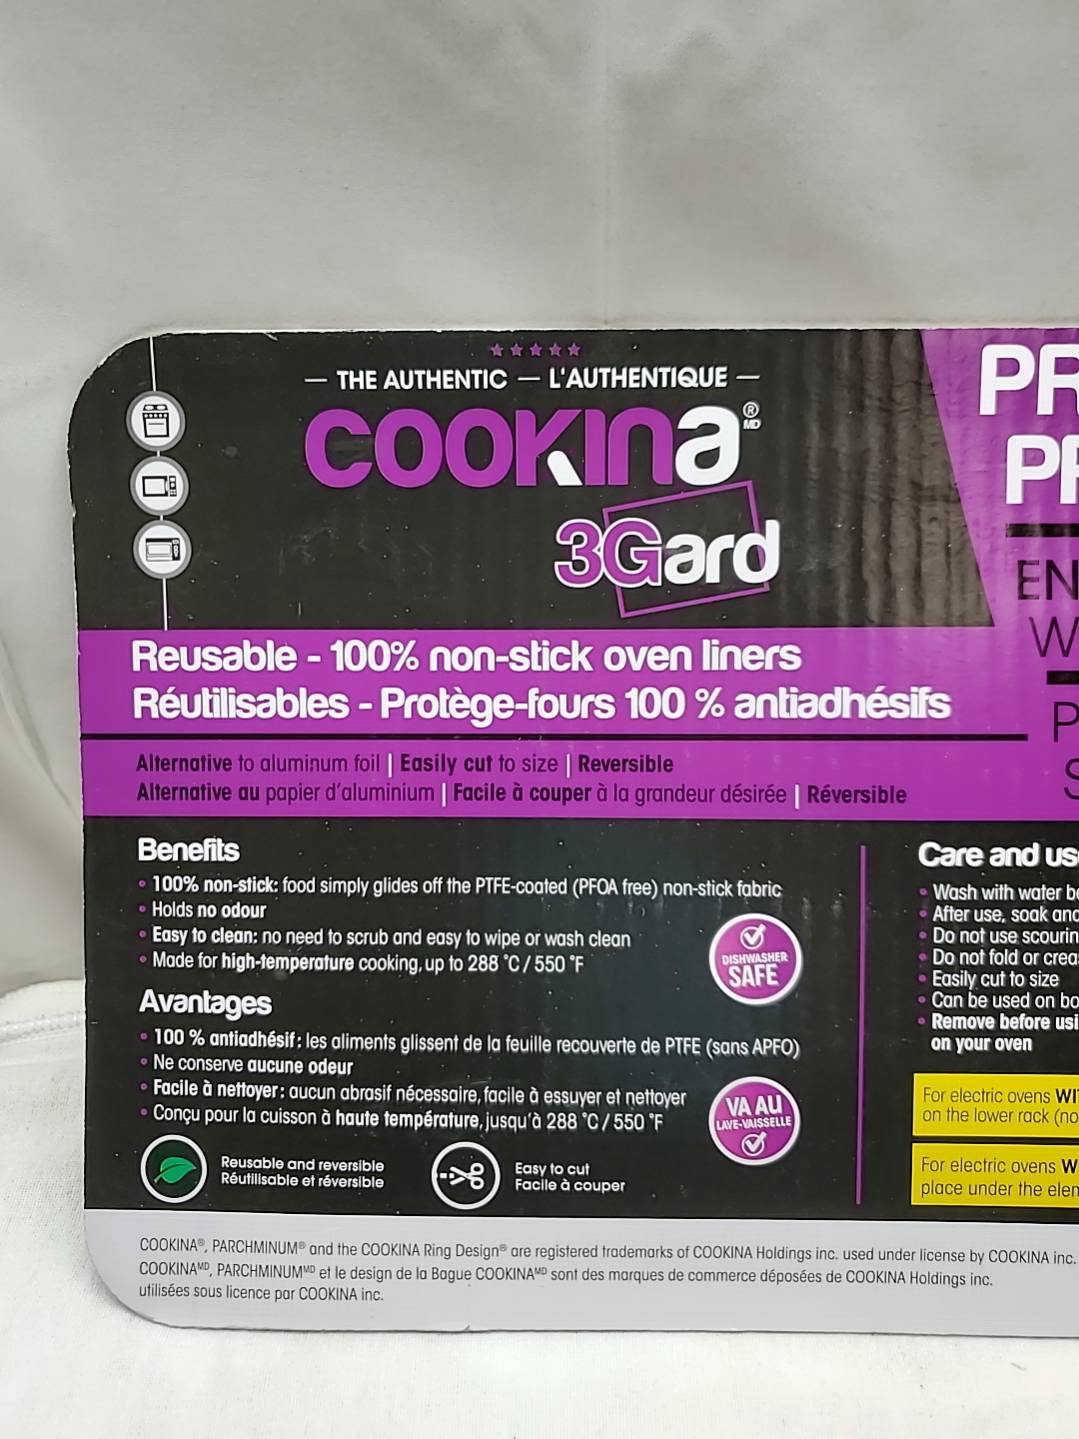 THE AUTHENTIC — L'AUTHENTIQUE
COOKINA® MD
3Gard
Reusable - 100% non-stick oven liners
Réutilisables - Protège-fours 100 % antiadhésifs
Alternative to aluminum foil | Easily cut to size | Reversible
Alternative au papier d'aluminium | Facile à couper à la grandeur désirée | Réversible
Benefits
• 100% non-stick: food simply glides off the PTFE-coated (PFOA free) non-stick fabric
• Holds no odour
• Easy to clean: no need to scrub and easy to wipe or wash clean
• Made for high-temperature cooking, up to 288 °C / 550 °F
DISHWASHER
SAFE
Avantages
• 100 % antiadhésif : les aliments glissent de la feuille recouverte de PTFE (sans APFO)
• Ne conserve aucune odeur
• Facile à nettoyer : aucun abrasif nécessaire, facile à essuyer et nettoyer
• Conçu pour la cuisson à haute température, jusqu'à 288 °C / 550 °F
VA AU
LAVE-VAISSELLE
Reusable and reversible
Réutilisable et réversible
Easy to cut
Facile à couper
PR
PR
EN
W
P
S
Care and us
• Wash with water b
• After use, soak and
• Do not use scourin
• Do not fold or crea
• Easily cut to size
• Can be used on bo
• Remove before usi
on your oven
For electric ovens WI
on the lower rack (no
For electric ovens W
place under the elem
COOKINA®, PARCHMINUM® and the COOKINA Ring Design® are registered trademarks of COOKINA Holdings inc. used under license by COOKINA inc.
COOKINAMD, PARCHMINUMMD et le design de la Bague COOKINAMD sont des marques de commerce déposées de COOKINA Holdings inc.
utilisées sous licence par COOKINA inc.